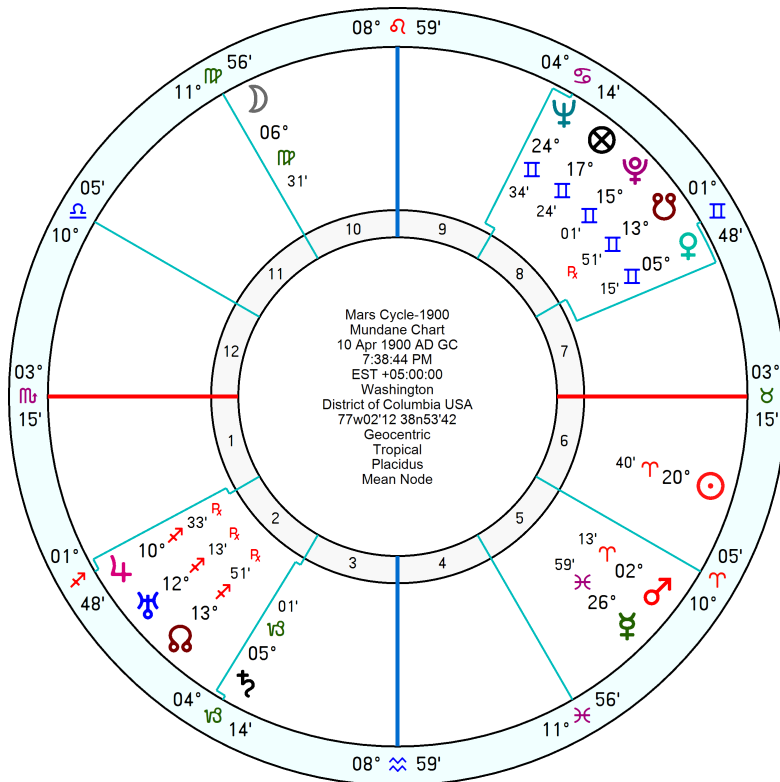 08° ♌ 59'
11° ♍ 56'
04° ♋ 14'
☽
06°
♍
31'
♆
24°
♊
34'
⊗
17°
♊
24'
♇
15°
♊
01'
☋
13°
♊
51'
℞
♀
05°
♊
15'
05'
♎
10°
01°
♊
48'
10
9
11
8
12
7
Mars Cycle-1900
Mundane Chart
10 Apr 1900 AD GC
7:38:44 PM
EST +05:00:00
Washington
District of Columbia USA
77w02'12 38n53'42
Geocentric
Tropical
Placidus
Mean Node
03°
♏
15'
03°
♉
15'
1
6
2
5
3
4
40' ♈ 20° ☉
♃ 10° ♐ 33' ℞
♅ 12° ♐ 13' ℞
☊ 13° ♐ 51' ℞
13' ♈ 02° ♂
59' ♓ 26° ☿
01'
♑
05°
♄
01°
♐
48'
05'
♈
10°
04° ♑ 14'
11° ♓ 56'
08° ♒ 59'